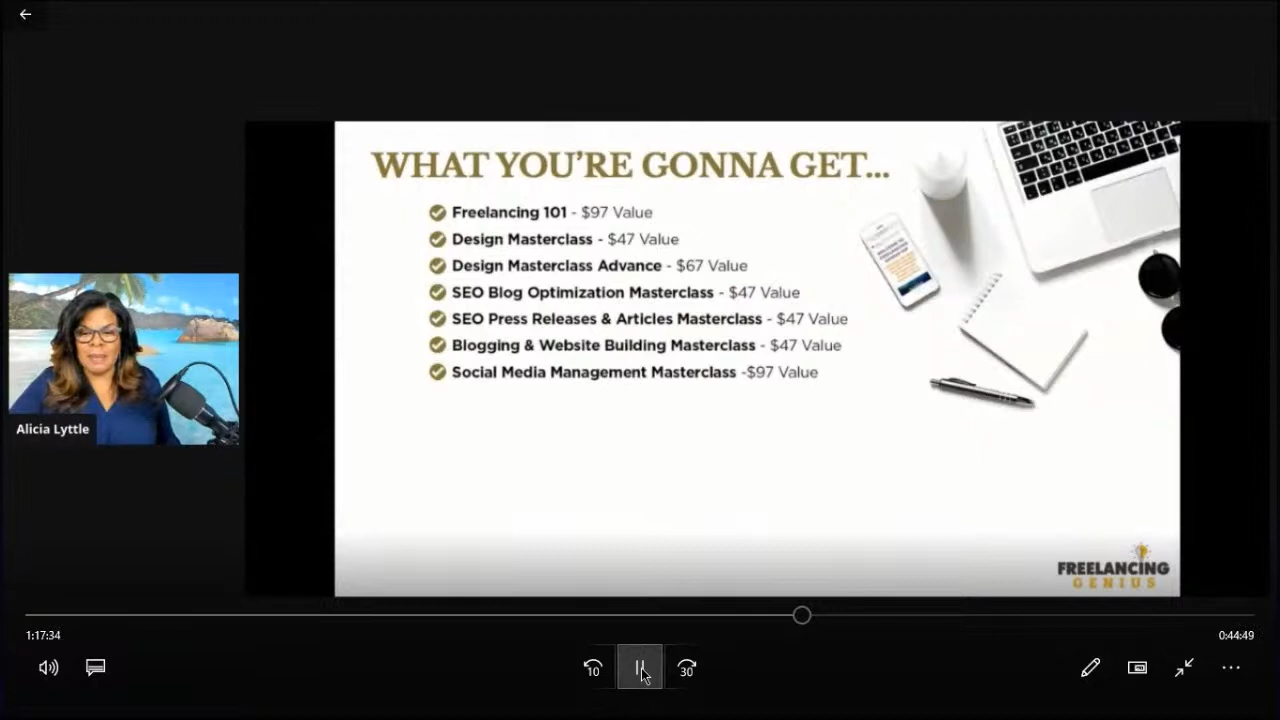 WHAT YOU'RE GONNA GET...
Freelancing 101 - $97 Value
Design Masterclass - $47 Value
Design Masterclass Advance - $67 Value
SEO Blog Optimization Masterclass - $47 Value
SEO Press Releases & Articles Masterclass - $47 Value
Blogging & Website Building Masterclass - $47 Value
Social Media Management Masterclass -$97 Value
Alicia Lyttle
FREELANCING
GENIUS
1:17:34
0:44:49
10
30